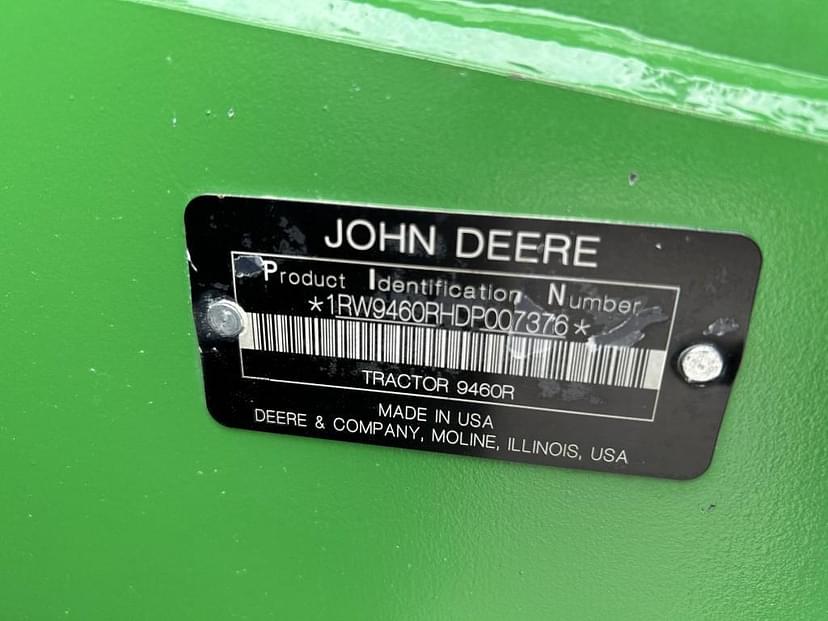 JOHN DEERE
Product Identification Number
*1RW9460RHDP007376*
TRACTOR 9460R
MADE IN USA
DEERE & COMPANY, MOLINE, ILLINOIS, USA